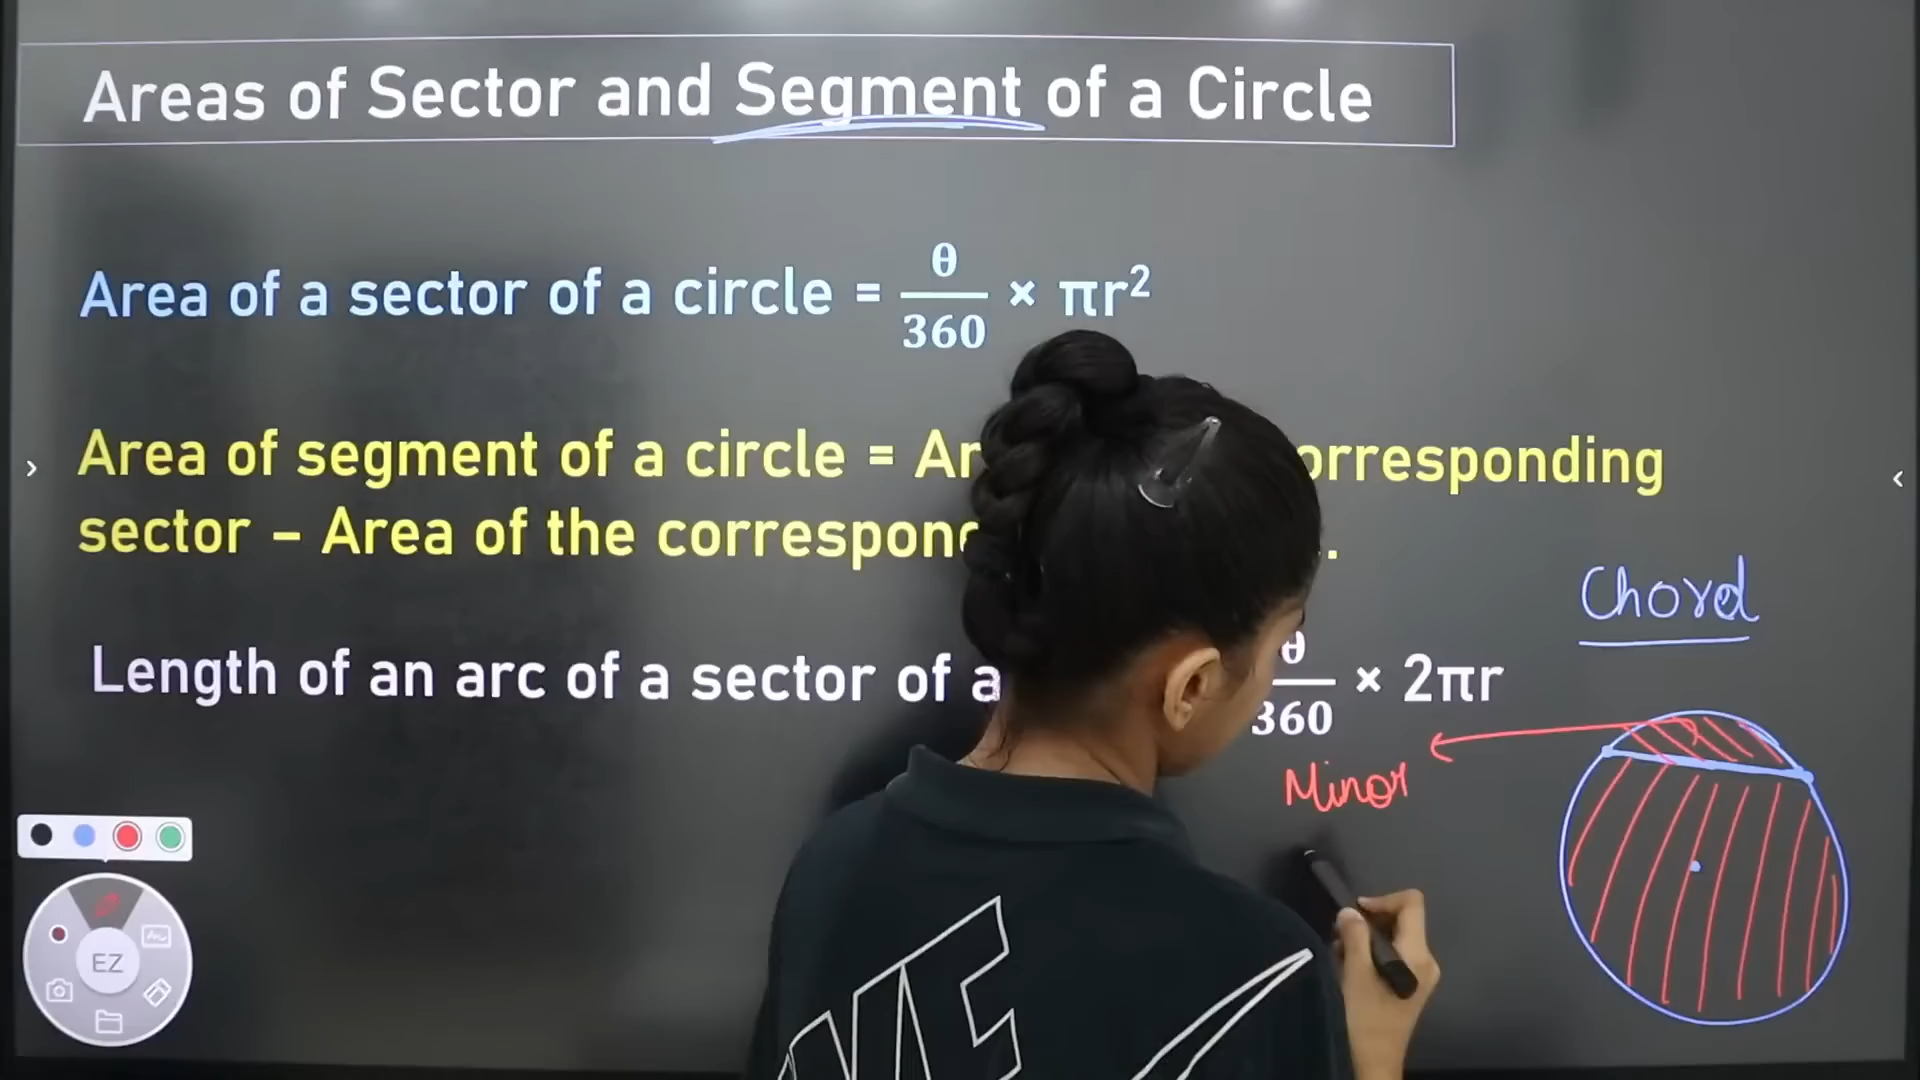 Areas of Sector and Segment of a Circle
Area of a sector of a circle = θ/360 × πr²
Area of segment of a circle = Ar orresponding
sector – Area of the correspon .
Chord
Length of an arc of a sector of a θ/360 × 2πr
Minor
EZ